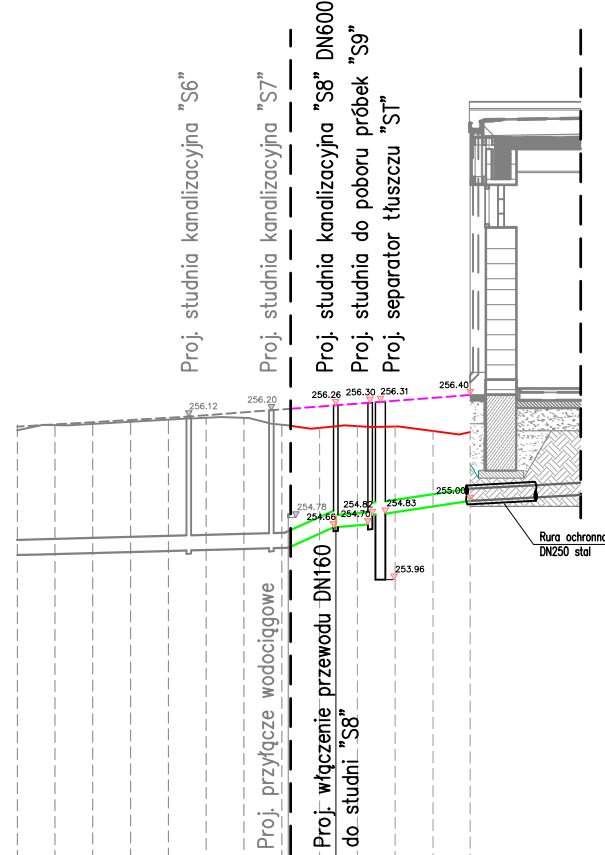 Proj. studnia kanalizacyjna "S6"
Proj. studnia kanalizacyjna "S7"
Proj. studnia kanalizacyjna "S8" DN600
Proj. studnia do poboru próbek "S9"
Proj. separator tłuszczu "ST"
256.12
256.20
256.26
256.30
256.31
256.40
254.78
254.66
254.82
254.70
254.83
255.00
253.96
Rura ochronna
DN250 stal
Proj. przyłącze wodociągowe
Proj. włączenie przewodu DN160
do studni "S8"